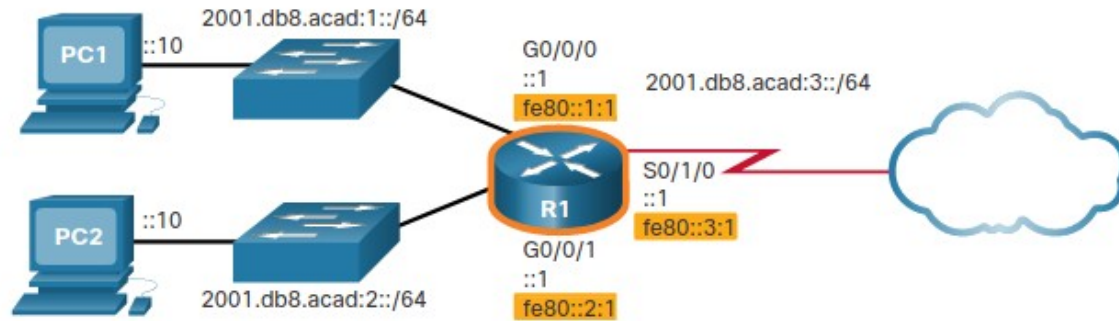 2001.db8.acad:1::/64
PC1
::10
G0/0/0
::1
fe80::1:1
2001.db8.acad:3::/64
S0/1/0
::1
fe80::3:1
R1
PC2
::10
G0/0/1
::1
fe80::2:1
2001.db8.acad:2::/64